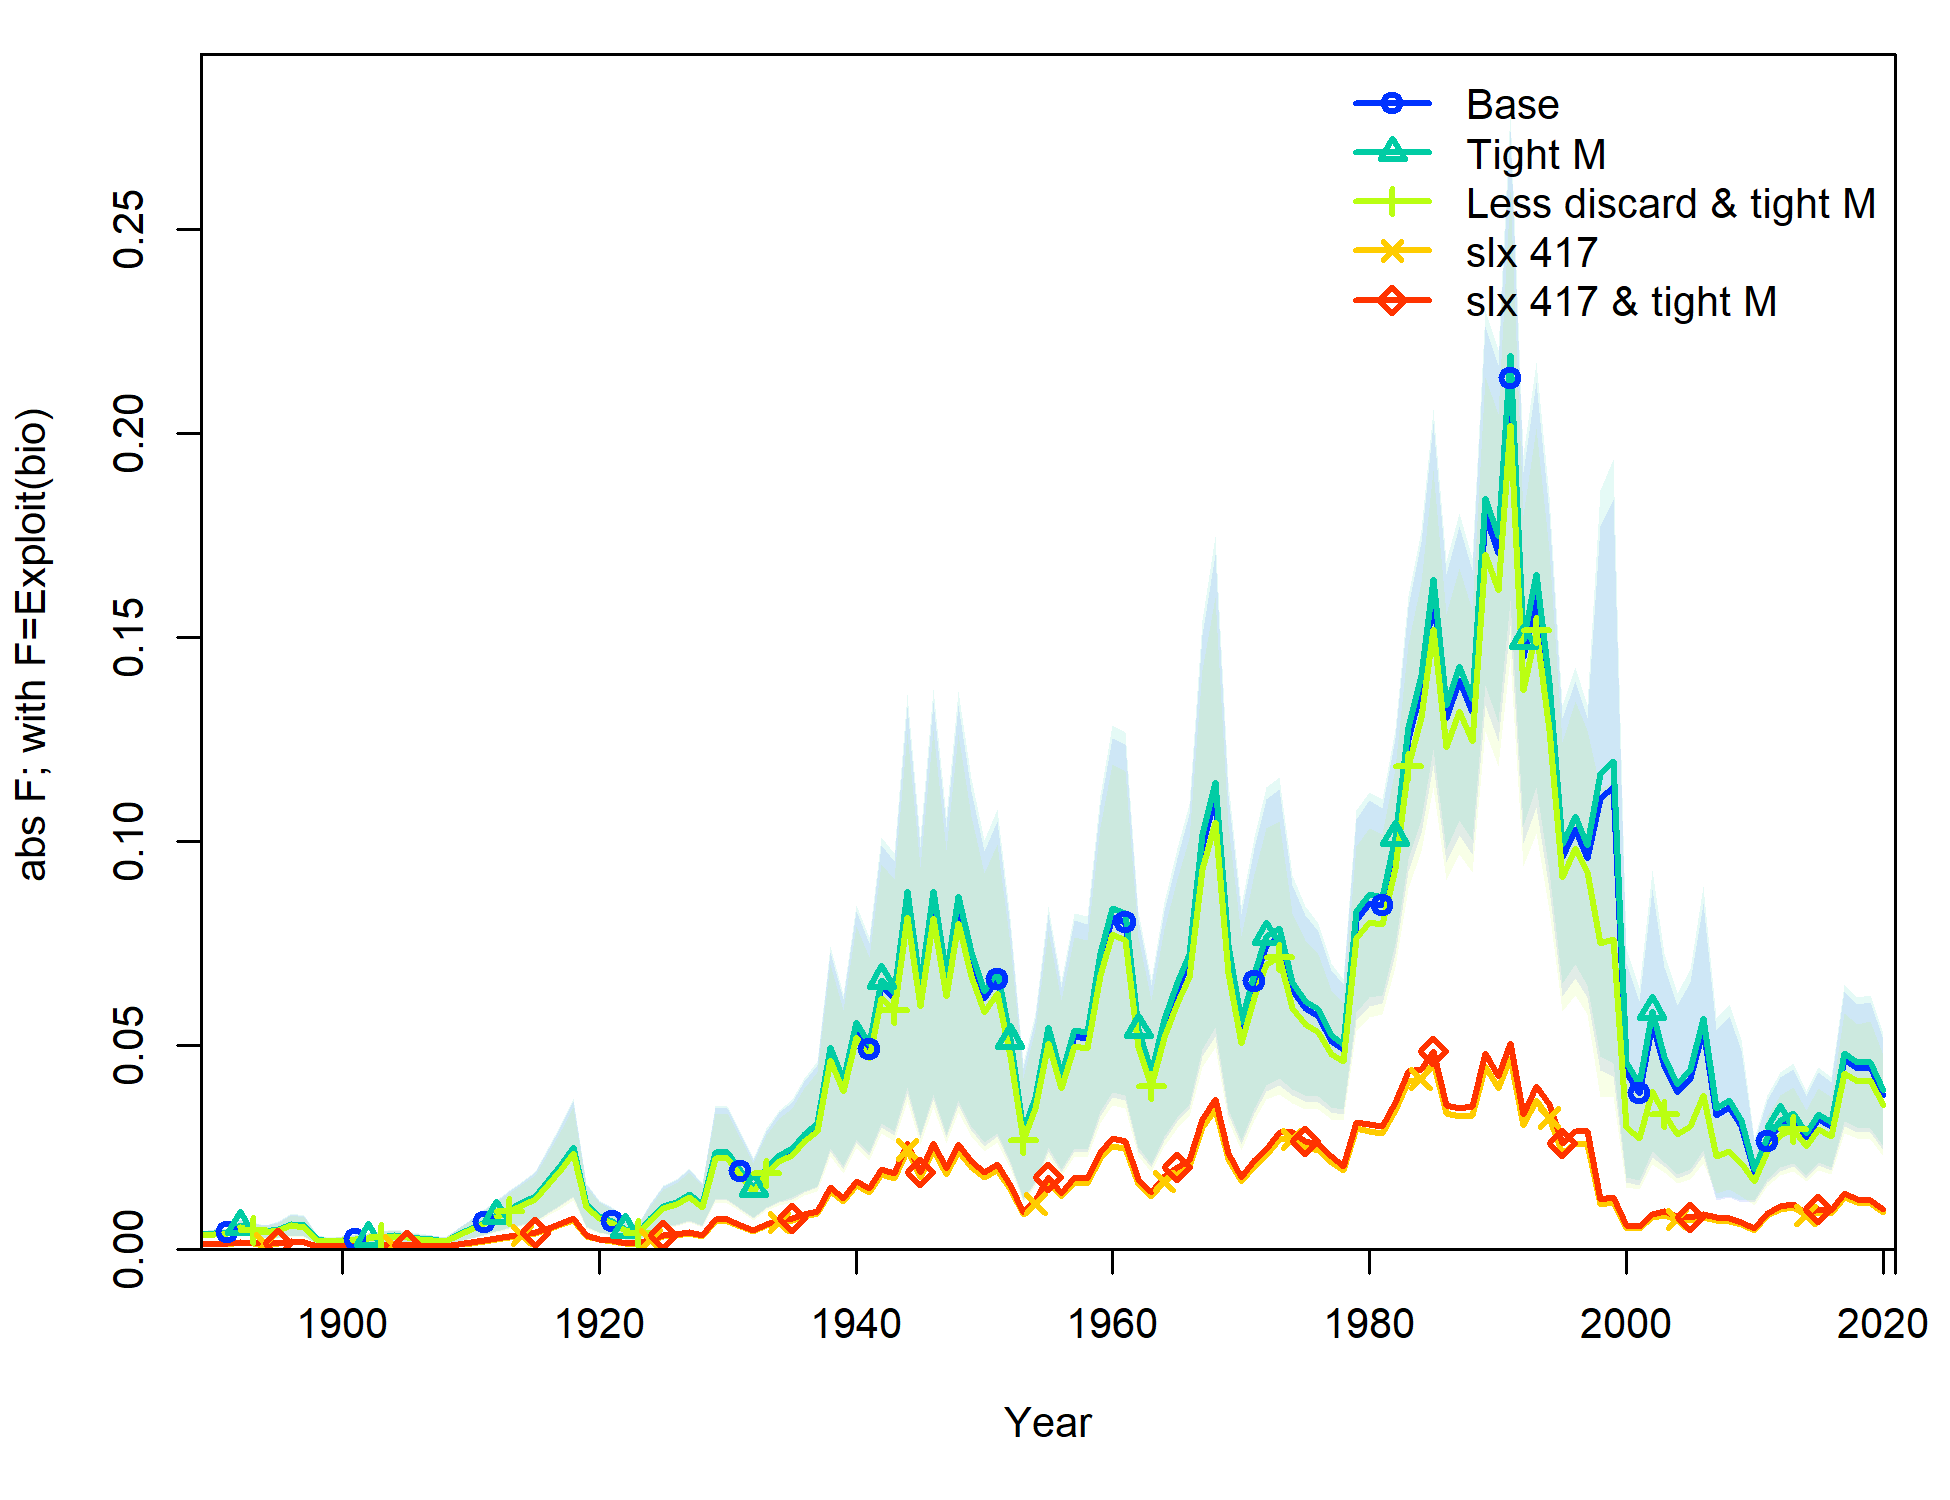 Base
Tight M
Less discard & tight M
slx 417
slx 417 & tight M
abs F; with F=Exploit(bio)
0.25
0.20
0.15
0.10
0.05
0.00
1900 1920 1940 1960 1980 2000 2020
Year